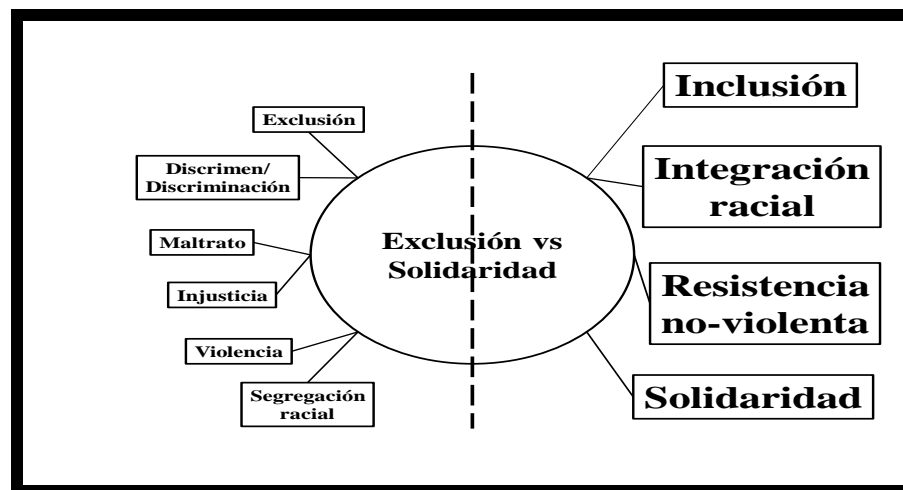 Exclusión
Discrimen/
Discriminación
Maltrato
Injusticia
Violencia
Segregación
racial
Exclusión vs
Solidaridad
Inclusión
Integración
racial
Resistencia
no-violenta
Solidaridad